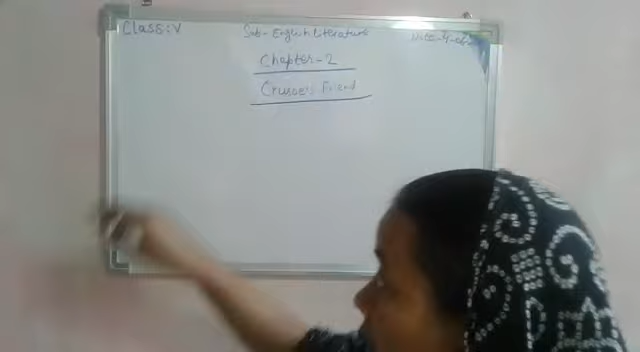 Class: V
Sub- English literature
Chapter-2
Crusoe's Friend